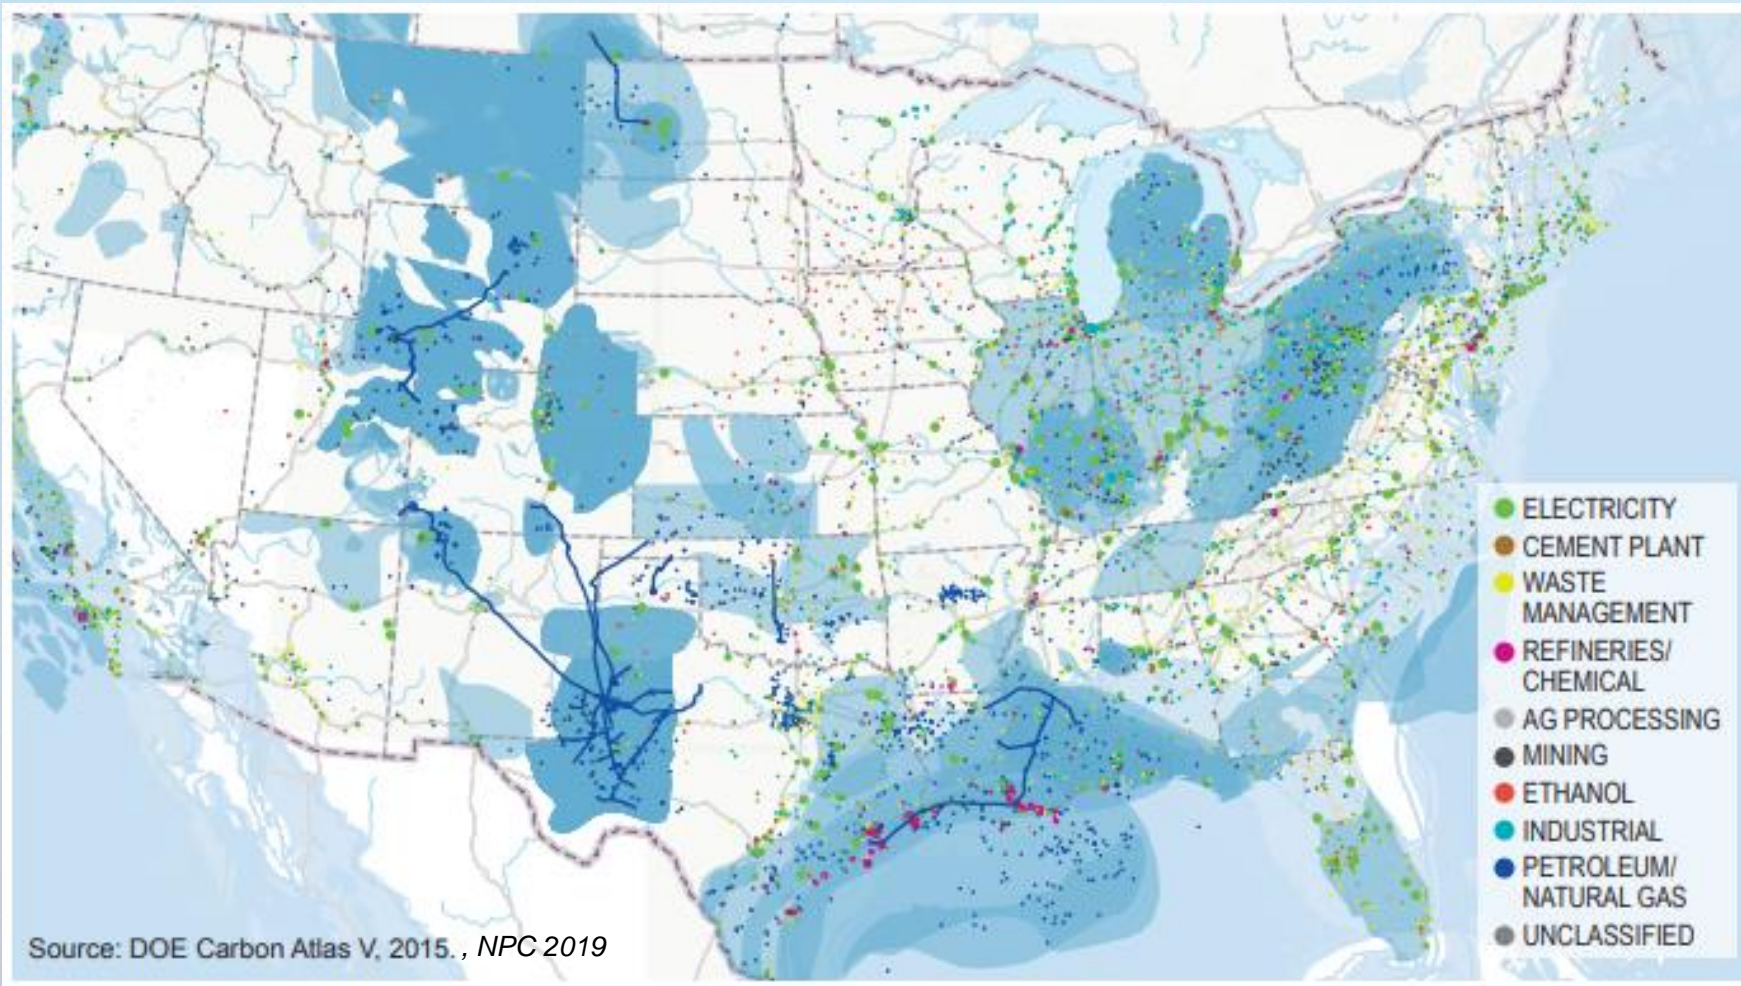 ELECTRICITY
CEMENT PLANT
WASTE
MANAGEMENT
REFINERIES/
CHEMICAL
AG PROCESSING
MINING
ETHANOL
INDUSTRIAL
PETROLEUM/
NATURAL GAS
UNCLASSIFIED
Source: DOE Carbon Atlas V, 2015. , NPC 2019